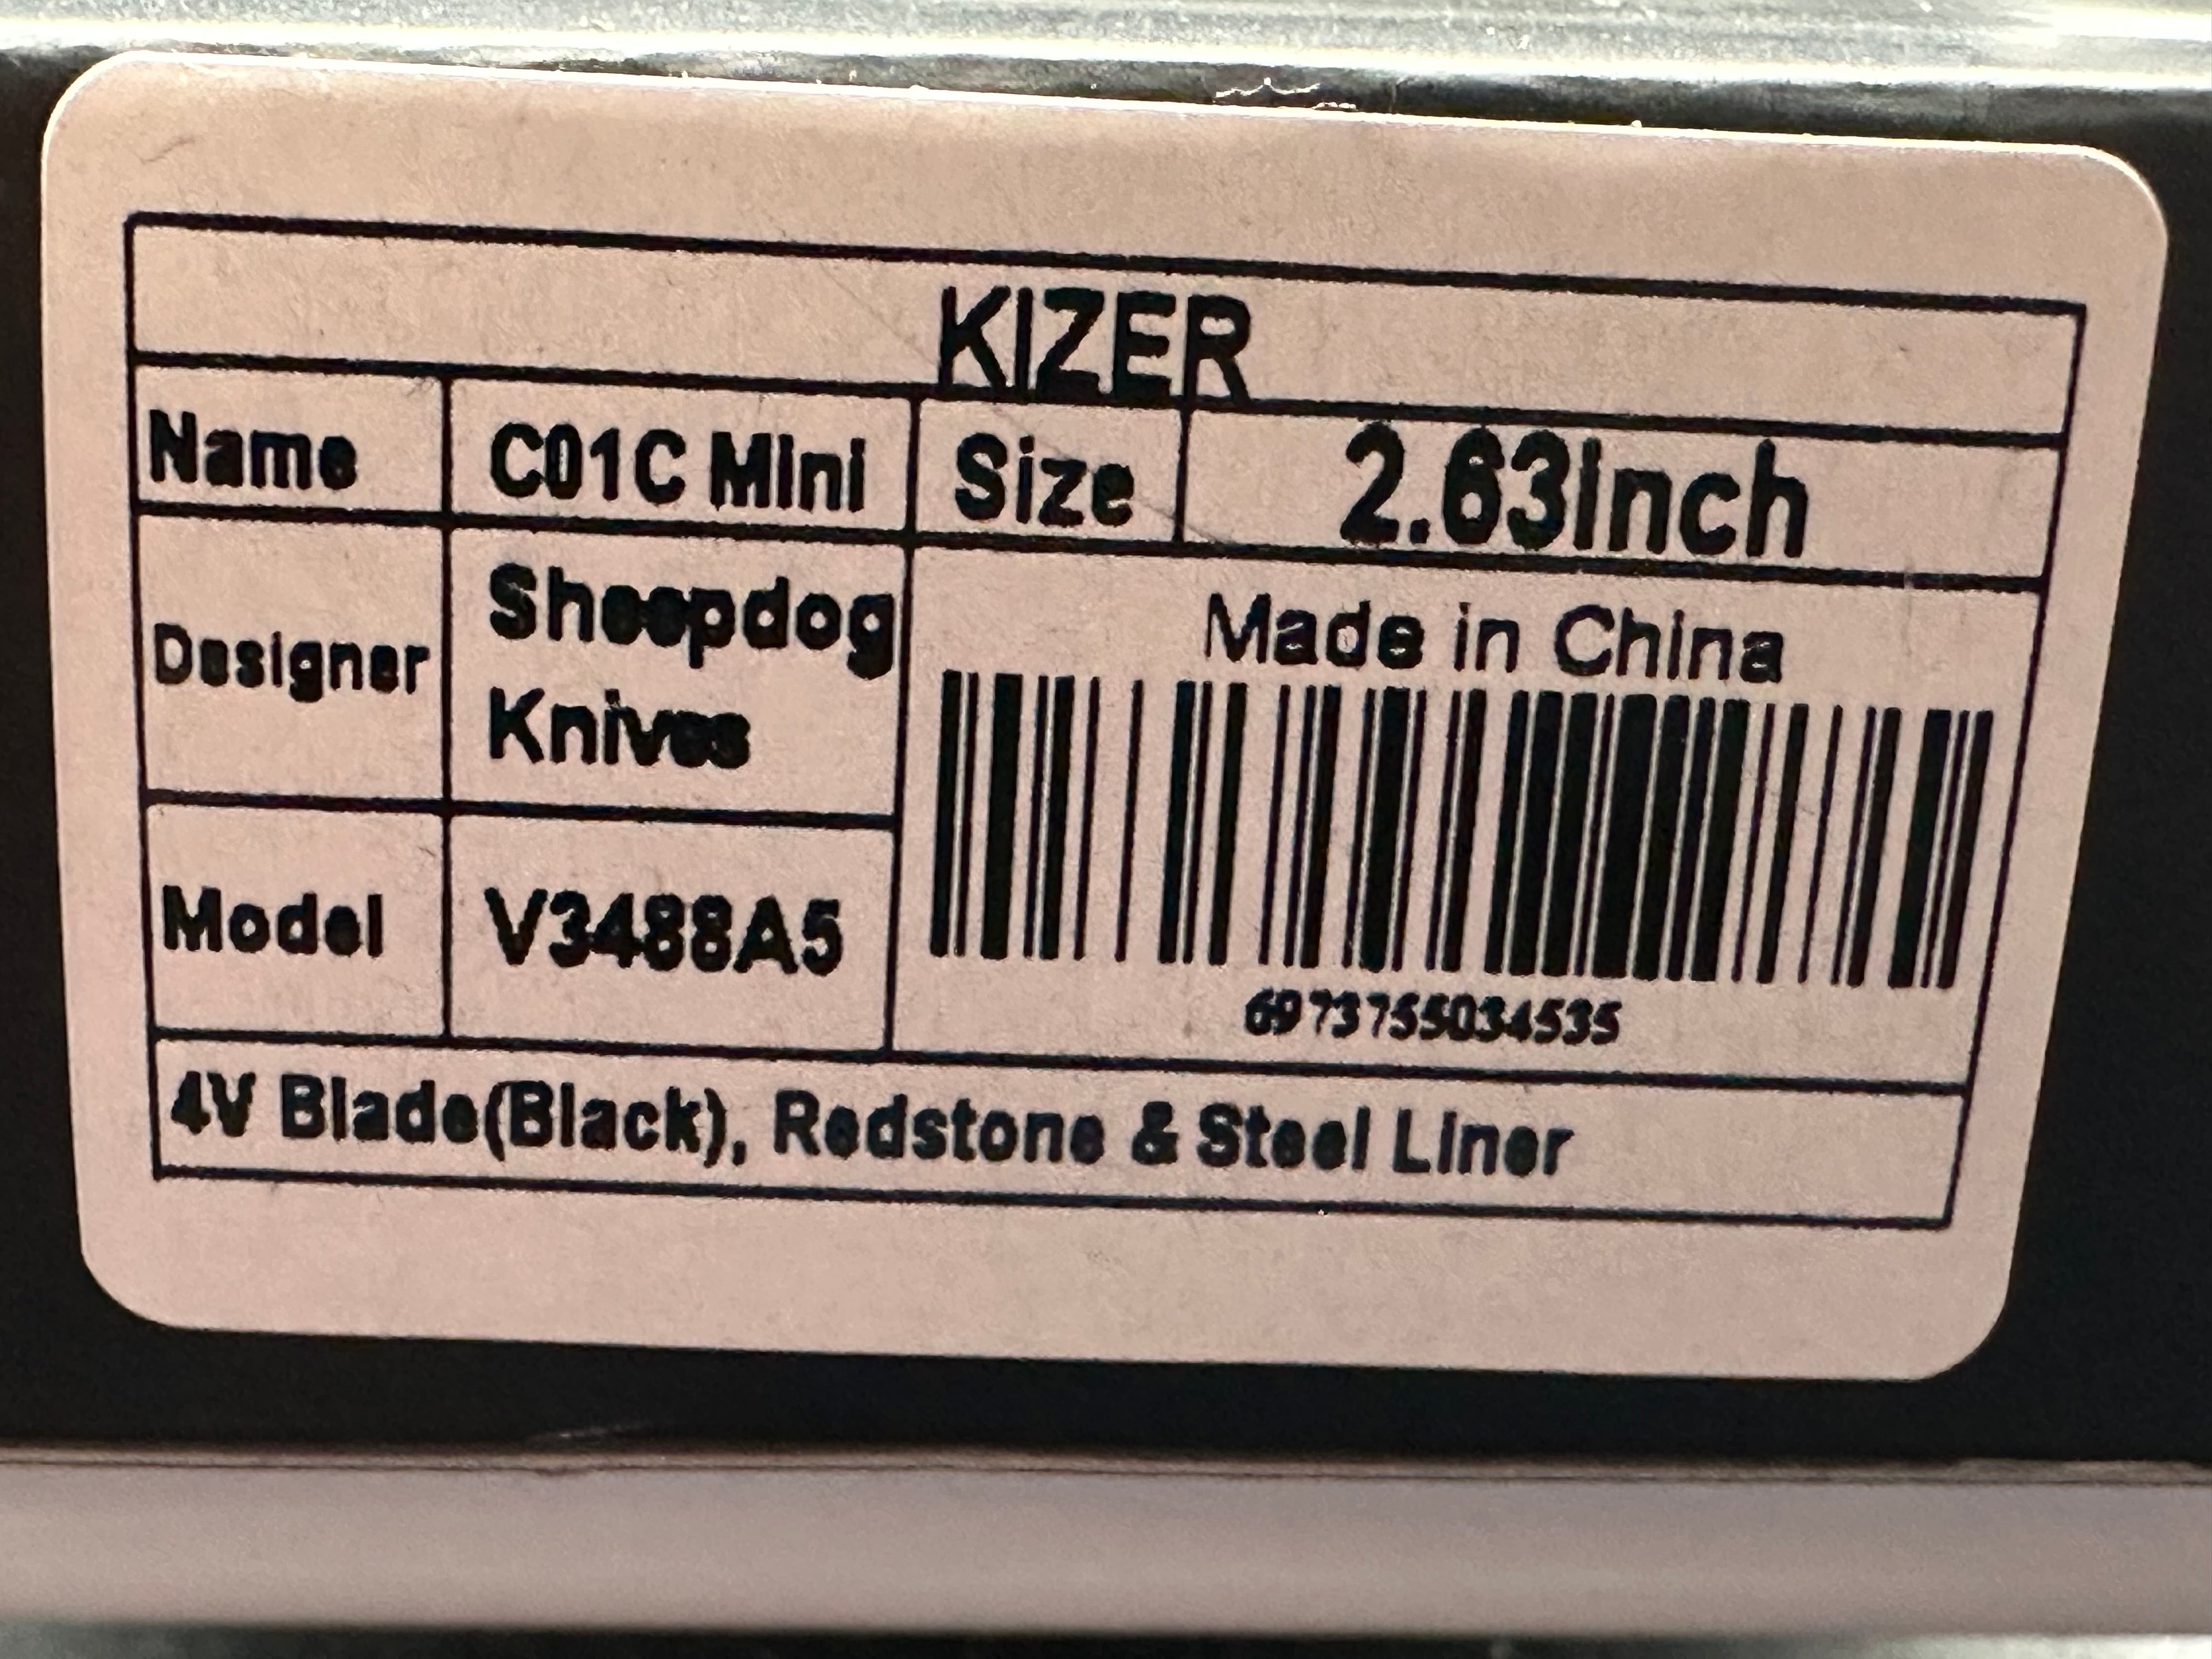 KIZER
Name C01C Mini Size 2.63inch
Designer Sheepdog Knives
Made in China
6973755034535
Model V3488A5
4V Blade(Black), Redstone & Steel Liner